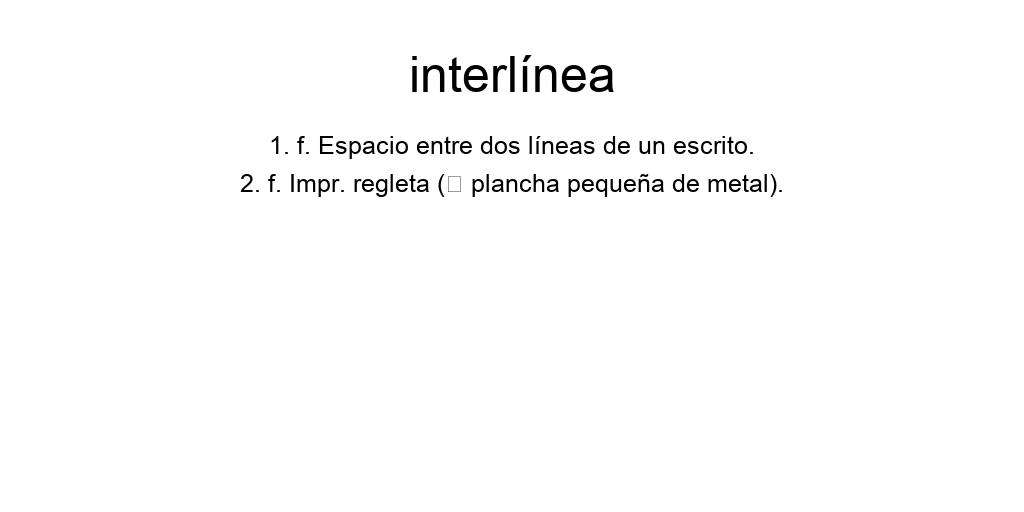 interlínea
1. f. Espacio entre dos líneas de un escrito.
2. f. Impr. regleta (□ plancha pequeña de metal).